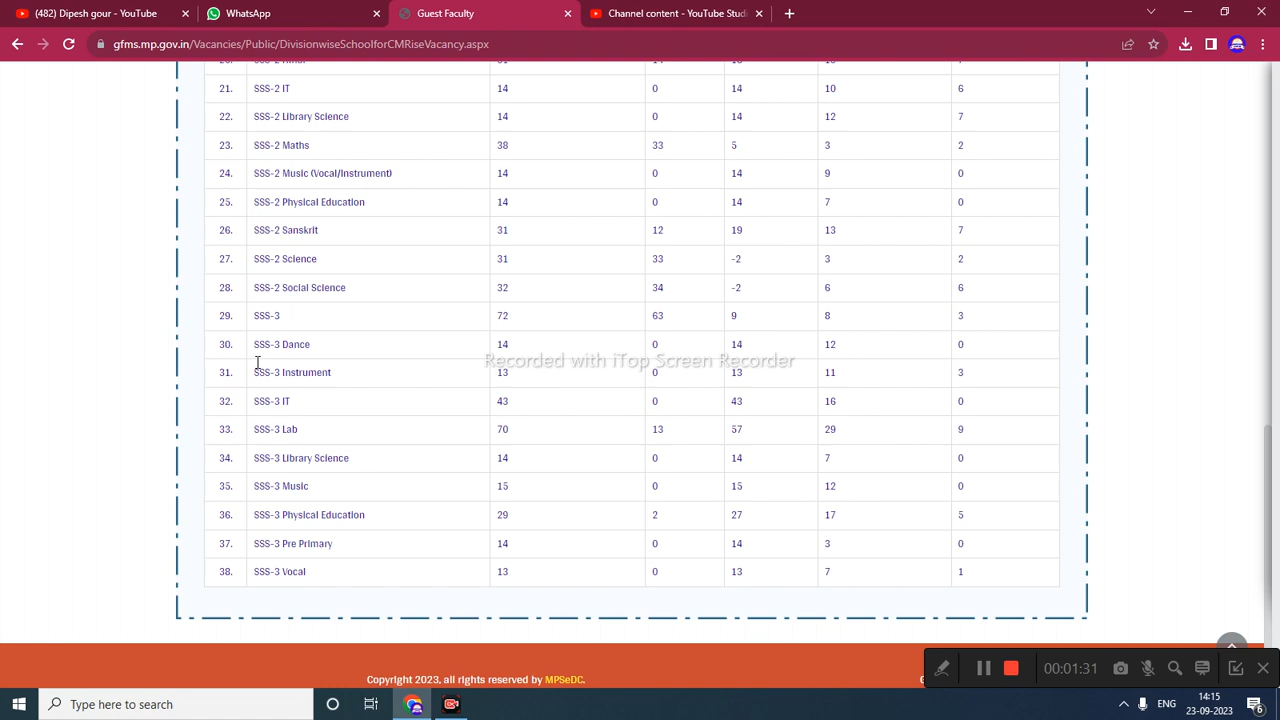 (482) Dipesh gour - YouTube
WhatsApp
Guest Faculty
Channel content - YouTube Stud
gfms.mp.gov.in/Vacancies/Public/DivisionwiseSchoolforCMRiseVacancy.aspx
21. SSS-2 IT 14 0 14 10 6
22. SSS-2 Library Science 14 0 14 12 7
23. SSS-2 Maths 38 33 5 3 2
24. SSS-2 Music (Vocal/Instrument) 14 0 14 9 0
25. SSS-2 Physical Education 14 0 14 7 0
26. SSS-2 Sanskrit 31 12 19 13 7
27. SSS-2 Science 31 33 -2 3 2
28. SSS-2 Social Science 32 34 -2 6 6
29. SSS-3 72 63 9 8 3
30. SSS-3 Dance 14 0 14 12 0
Recorded with iTop Screen Recorder
31. SSS-3 Instrument 13 0 13 11 3
32. SSS-3 IT 43 0 43 16 0
33. SSS-3 Lab 70 13 57 29 9
34. SSS-3 Library Science 14 0 14 7 0
35. SSS-3 Music 15 0 15 12 0
36. SSS-3 Physical Education 29 2 27 17 5
37. SSS-3 Pre Primary 14 0 14 3 0
38. SSS-3 Vocal 13 0 13 7 1
00:01:31
Copyright 2023, all rights reserved by MPSeDC.
Type here to search
ENG
14:15
23-09-2023
6